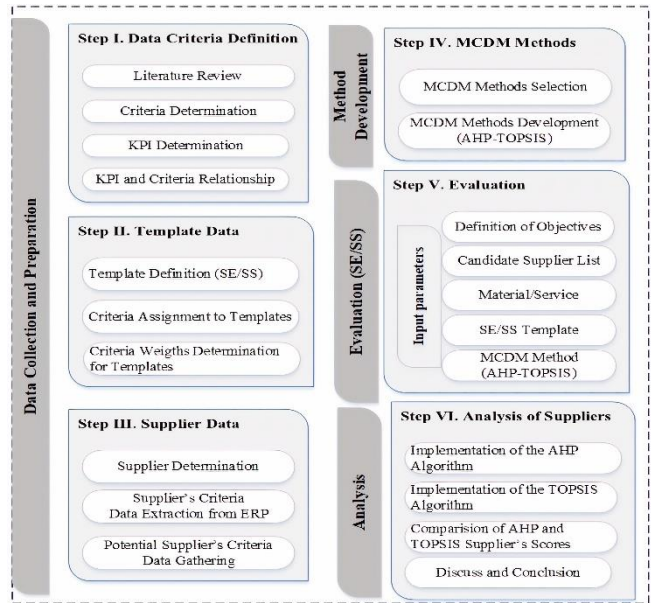 Data Collection and Preparation
Step I. Data Criteria Definition
Literature Review
Criteria Determination
KPI Determination
KPI and Criteria Relationship
Step II. Template Data
Template Definition (SE/SS)
Criteria Assignment to Templates
Criteria Weigths Determination
for Templates
Step III. Supplier Data
Supplier Determination
Supplier's Criteria
Data Extraction from ERP
Potential Supplier's Criteria
Data Gathering
Method
Development
Step IV. MCDM Methods
MCDM Methods Selection
MCDM Methods Development
(AHP-TOPSIS)
Evaluation (SE/SS)
Step V. Evaluation
Input parameters
Definition of Objectives
Candidate Supplier List
Material/Service
SE/SS Template
MCDM Method
(AHP-TOPSIS)
Analysis
Step VI. Analysis of Suppliers
Implementation of the AHP
Algorithm
Implementation of the TOPSIS
Algorithm
Comparision of AHP and
TOPSIS Supplier's Scores
Discuss and Conclusion